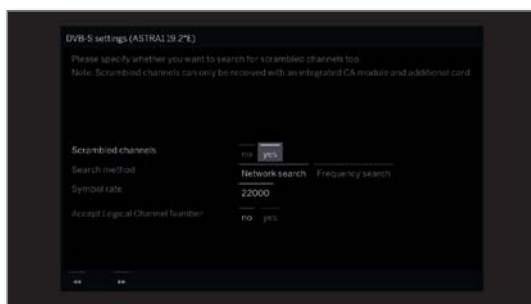 DVB-S settings (ASTRA1 19.2°E)
Please specify whether you want to search for scrambled channels too.
Note: Scrambled channels can only be received with an integrated CA module and additional card.
Scrambled channels no yes
Search method Network search Frequency search
Symbol rate 22000
Accept Logical Channel Number no yes